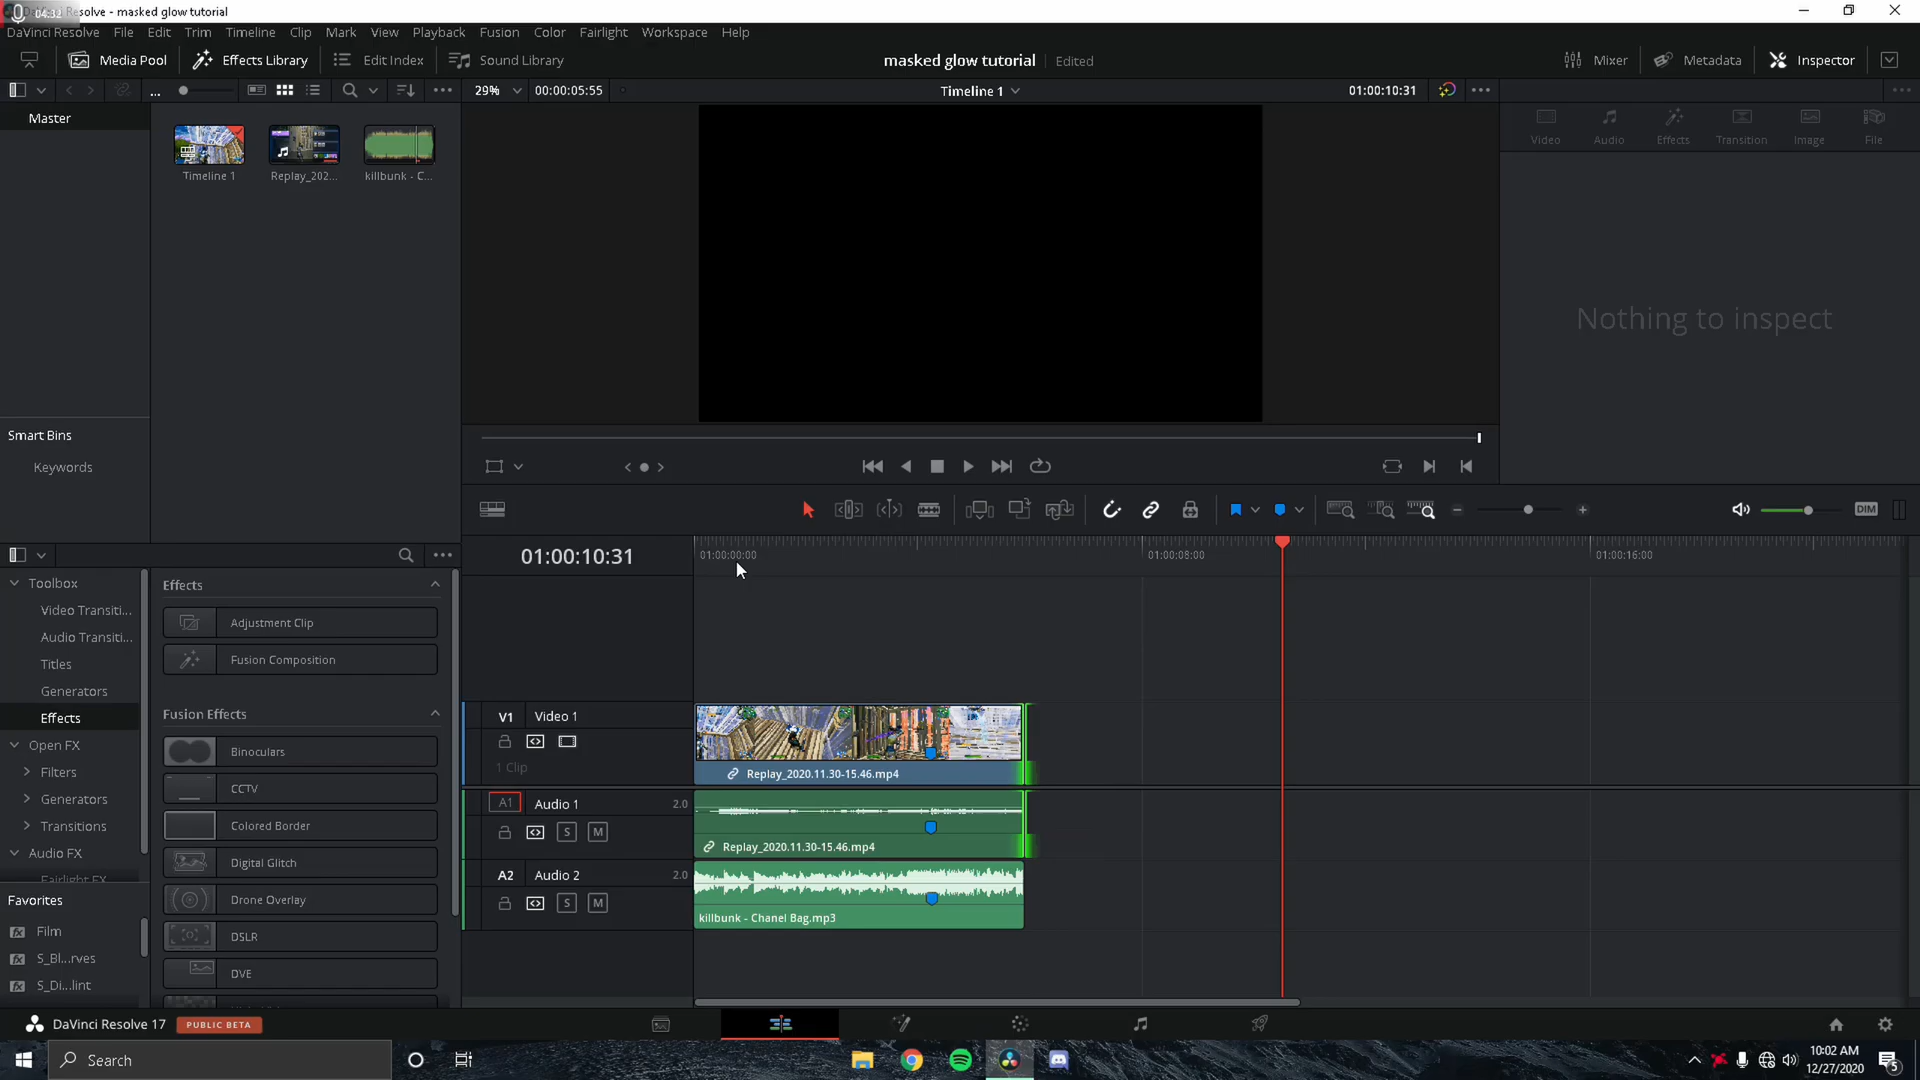 04:32
Resolve - masked glow tutorial
DaVinci Resolve File Edit Trim Timeline Clip Mark View Playback Fusion Color Fairlight Workspace Help
Media Pool Effects Library Edit Index Sound Library masked glow tutorial Edited Mixer Metadata Inspector
... 29% 00:00:05:55 Timeline 1 01:00:10:31
Master
Video Audio Effects Transition Image File
Timeline 1 Replay_202... killbunk - C...
Nothing to inspect
Smart Bins
Keywords
DIM
01:00:10:31 01:00:00:00 01:00:08:00 01:00:16:00
Toolbox
Video Transiti...
Audio Transiti...
Titles
Generators
Effects
Open FX
Filters
Generators
Transitions
Audio FX
Fairlight FX
Favorites
Film
S_Bl...rves
S_Di...lint
Effects
Adjustment Clip
Fusion Composition
Fusion Effects
Binoculars
CCTV
Colored Border
Digital Glitch
Drone Overlay
DSLR
DVE
V1 Video 1
1 Clip
Replay_2020.11.30-15.46.mp4
A1 Audio 1 2.0
S M
Replay_2020.11.30-15.46.mp4
A2 Audio 2 2.0
S M
killbunk - Chanel Bag.mp3
DaVinci Resolve 17 PUBLIC BETA
Search
10:02 AM
12/27/2020
5